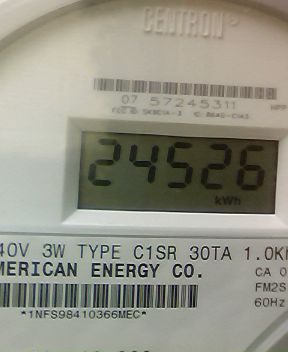 CENTRON®
07 57245311
24526
kWh
40V 3W TYPE C1SR 30TA 1.0K
MERICAN ENERGY CO.
CA 0
FM2S
60Hz
*1NFS98410366MEC*